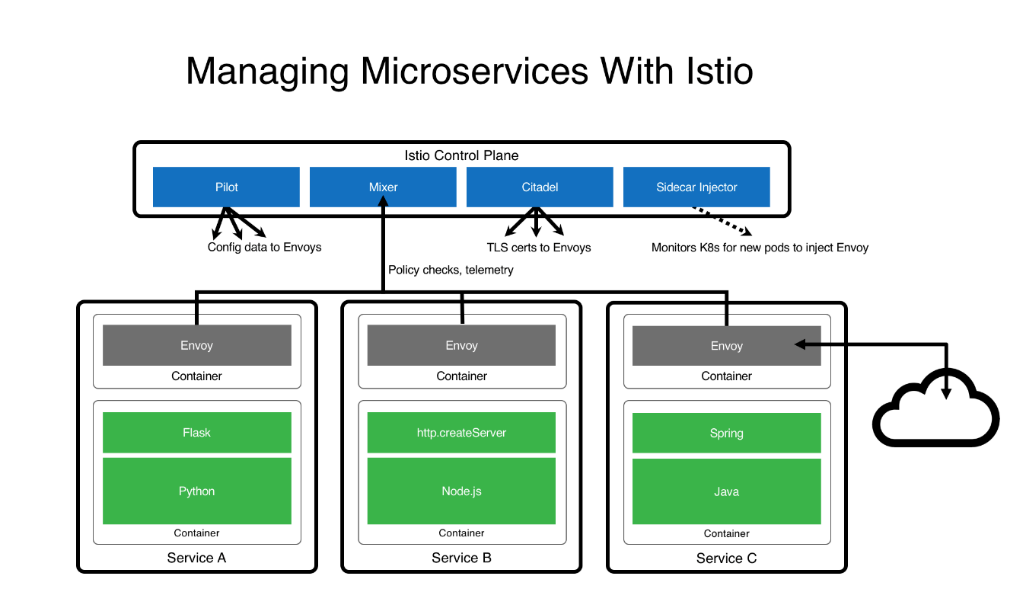 Managing Microservices With Istio
Istio Control Plane
Pilot
Mixer
Citadel
Sidecar Injector
Config data to Envoys
TLS certs to Envoys
Monitors K8s for new pods to inject Envoy
Policy checks, telemetry
Envoy
Container
Flask
Python
Container
Service A
Envoy
Container
http.createServer
Node.js
Container
Service B
Envoy
Container
Spring
Java
Container
Service C